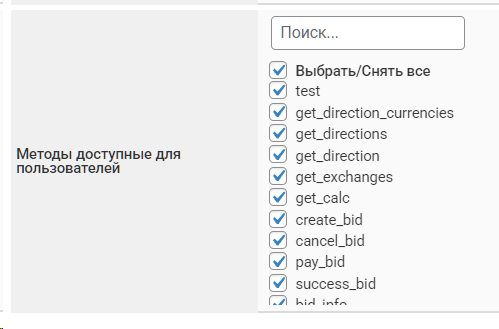 Методы доступные для
пользователей
Поиск...
Выбрать/Снять все
test
get_direction_currencies
get_directions
get_direction
get_exchanges
get_calc
create_bid
cancel_bid
pay_bid
success_bid
bid_info